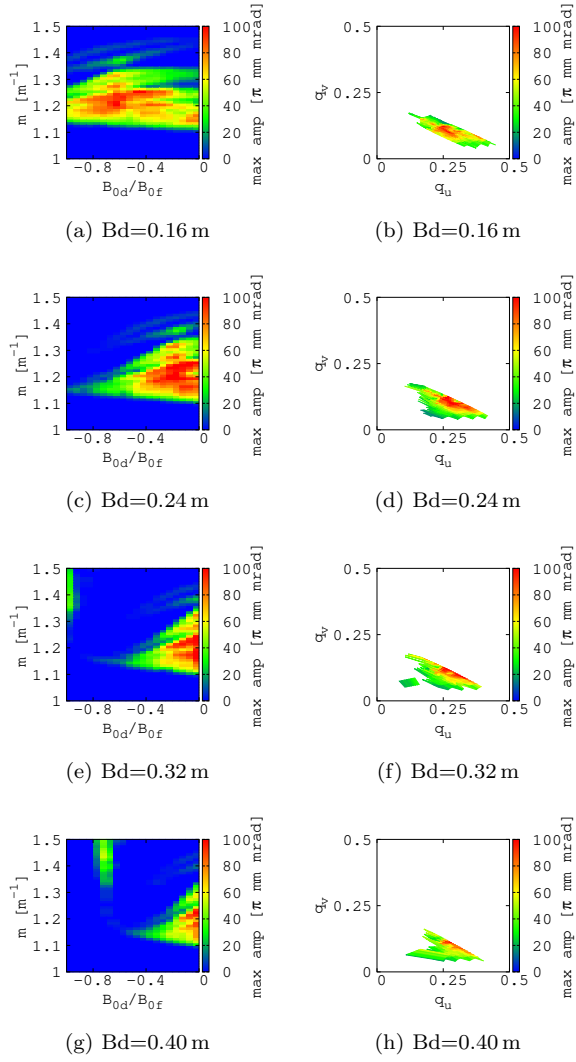 1.5
1.4
1.3
1.2
1.1
1
m [m⁻¹]
−0.8 −0.4 0
B₀d/B₀f
100
80
60
40
20
0
max amp [π mm mrad]
0.5
0.25
0
qᵥ
0 0.25 0.5
qᵤ
100
80
60
40
20
0
max amp [π mm mrad]
(a) Bd=0.16 m
(b) Bd=0.16 m
1.5
1.4
1.3
1.2
1.1
1
m [m⁻¹]
−0.8 −0.4 0
B₀d/B₀f
100
80
60
40
20
0
max amp [π mm mrad]
0.5
0.25
0
qᵥ
0 0.25 0.5
qᵤ
100
80
60
40
20
0
max amp [π mm mrad]
(c) Bd=0.24 m
(d) Bd=0.24 m
1.5
1.4
1.3
1.2
1.1
1
m [m⁻¹]
−0.8 −0.4 0
B₀d/B₀f
100
80
60
40
20
0
max amp [π mm mrad]
0.5
0.25
0
qᵥ
0 0.25 0.5
qᵤ
100
80
60
40
20
0
max amp [π mm mrad]
(e) Bd=0.32 m
(f) Bd=0.32 m
1.5
1.4
1.3
1.2
1.1
1
m [m⁻¹]
−0.8 −0.4 0
B₀d/B₀f
100
80
60
40
20
0
max amp [π mm mrad]
0.5
0.25
0
qᵥ
0 0.25 0.5
qᵤ
100
80
60
40
20
0
max amp [π mm mrad]
(g) Bd=0.40 m
(h) Bd=0.40 m